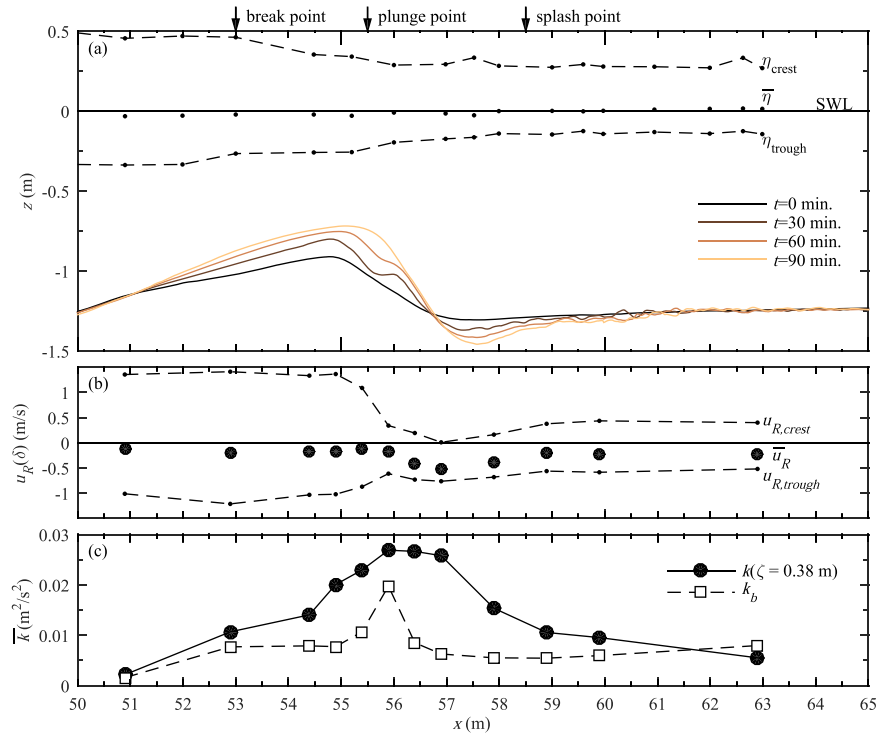 break point plunge point splash point
0.5
(a)
η_crest
0
η̅
SWL
η_trough
-0.5
z (m)
t=0 min.
t=30 min.
t=60 min.
t=90 min.
-1
-1.5
(b)
1
0.5
u_R,crest
0
u̅_R
-0.5
u_R,trough
-1
u_R(δ) (m/s)
0.03
(c)
k(ζ = 0.38 m)
k_b
0.02
0.01
0
k̅ (m²/s²)
50 51 52 53 54 55 56 57 58 59 60 61 62 63 64 65
x (m)